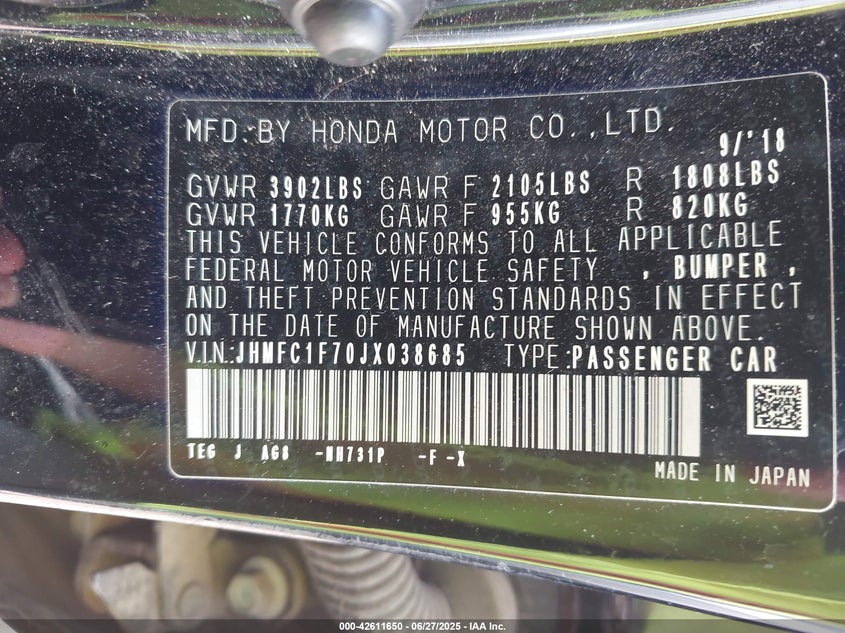 MFD. BY HONDA MOTOR CO.,LTD. 9/'18
GVWR 3902LBS GAWR F 2105LBS R 1808LBS
GVWR 1770KG GAWR F 955KG R 820KG
THIS VEHICLE CONFORMS TO ALL APPLICABLE
FEDERAL MOTOR VEHICLE SAFETY , BUMPER ,
AND THEFT PREVENTION STANDARDS IN EFFECT
ON THE DATE OF MANUFACTURE SHOWN ABOVE.
V.I.N:JHMFC1F70JX038685 TYPE:PASSENGER CAR
TEG J AG8 -NH731P -F -X
MADE IN JAPAN
000-42611650 | 06/27/2025 - IAA Inc.